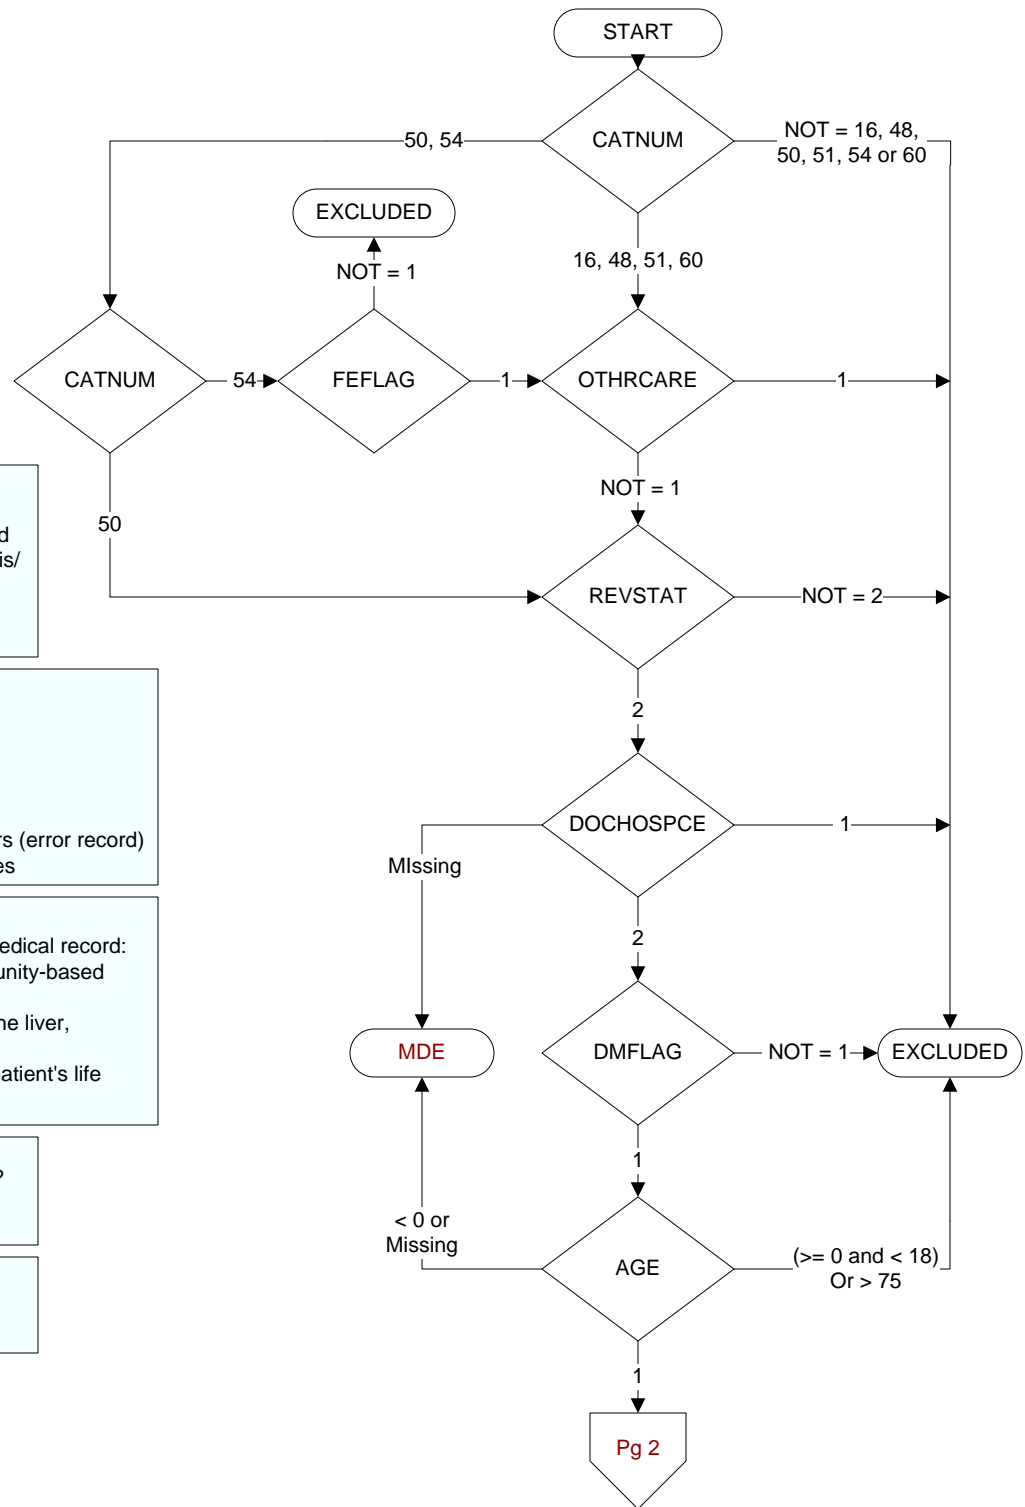 START
CATNUM
50, 54
NOT = 16, 48,
50, 51, 54 or 60
EXCLUDED
NOT = 1
16, 48, 51, 60
CATNUM
54
FEFLAG
1
OTHRCARE
1
NOT = 1
50
REVSTAT
NOT = 2
is/
2
DOCHOSPCE
1
rs (error record)
MIssing
es
2
edical record:
unity-based
ne liver,
MDE
DMFLAG
NOT = 1
EXCLUDED
atient's life
1
?
< 0 or
Missing
AGE
(>= 0 and < 18)
Or > 75
1
Pg 2